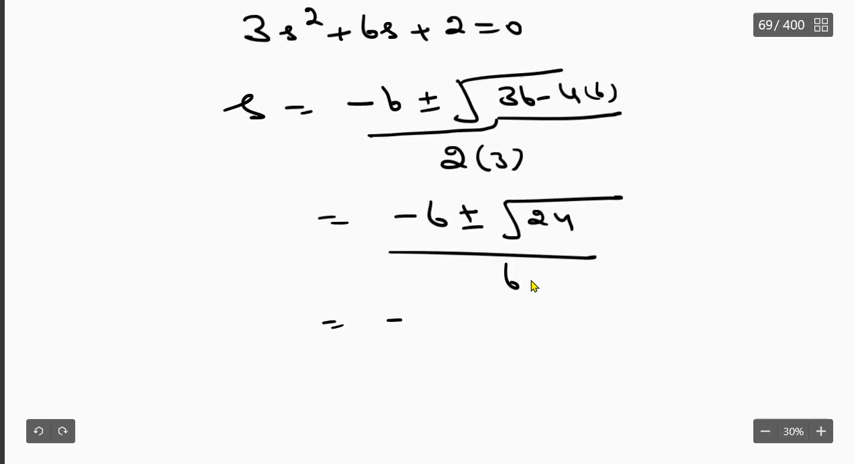 69 / 400
3s² + 6s + 2 = 0
s = -6 ± √36-4(6)
2(3)
= -6 ± √24
6
= -
30%